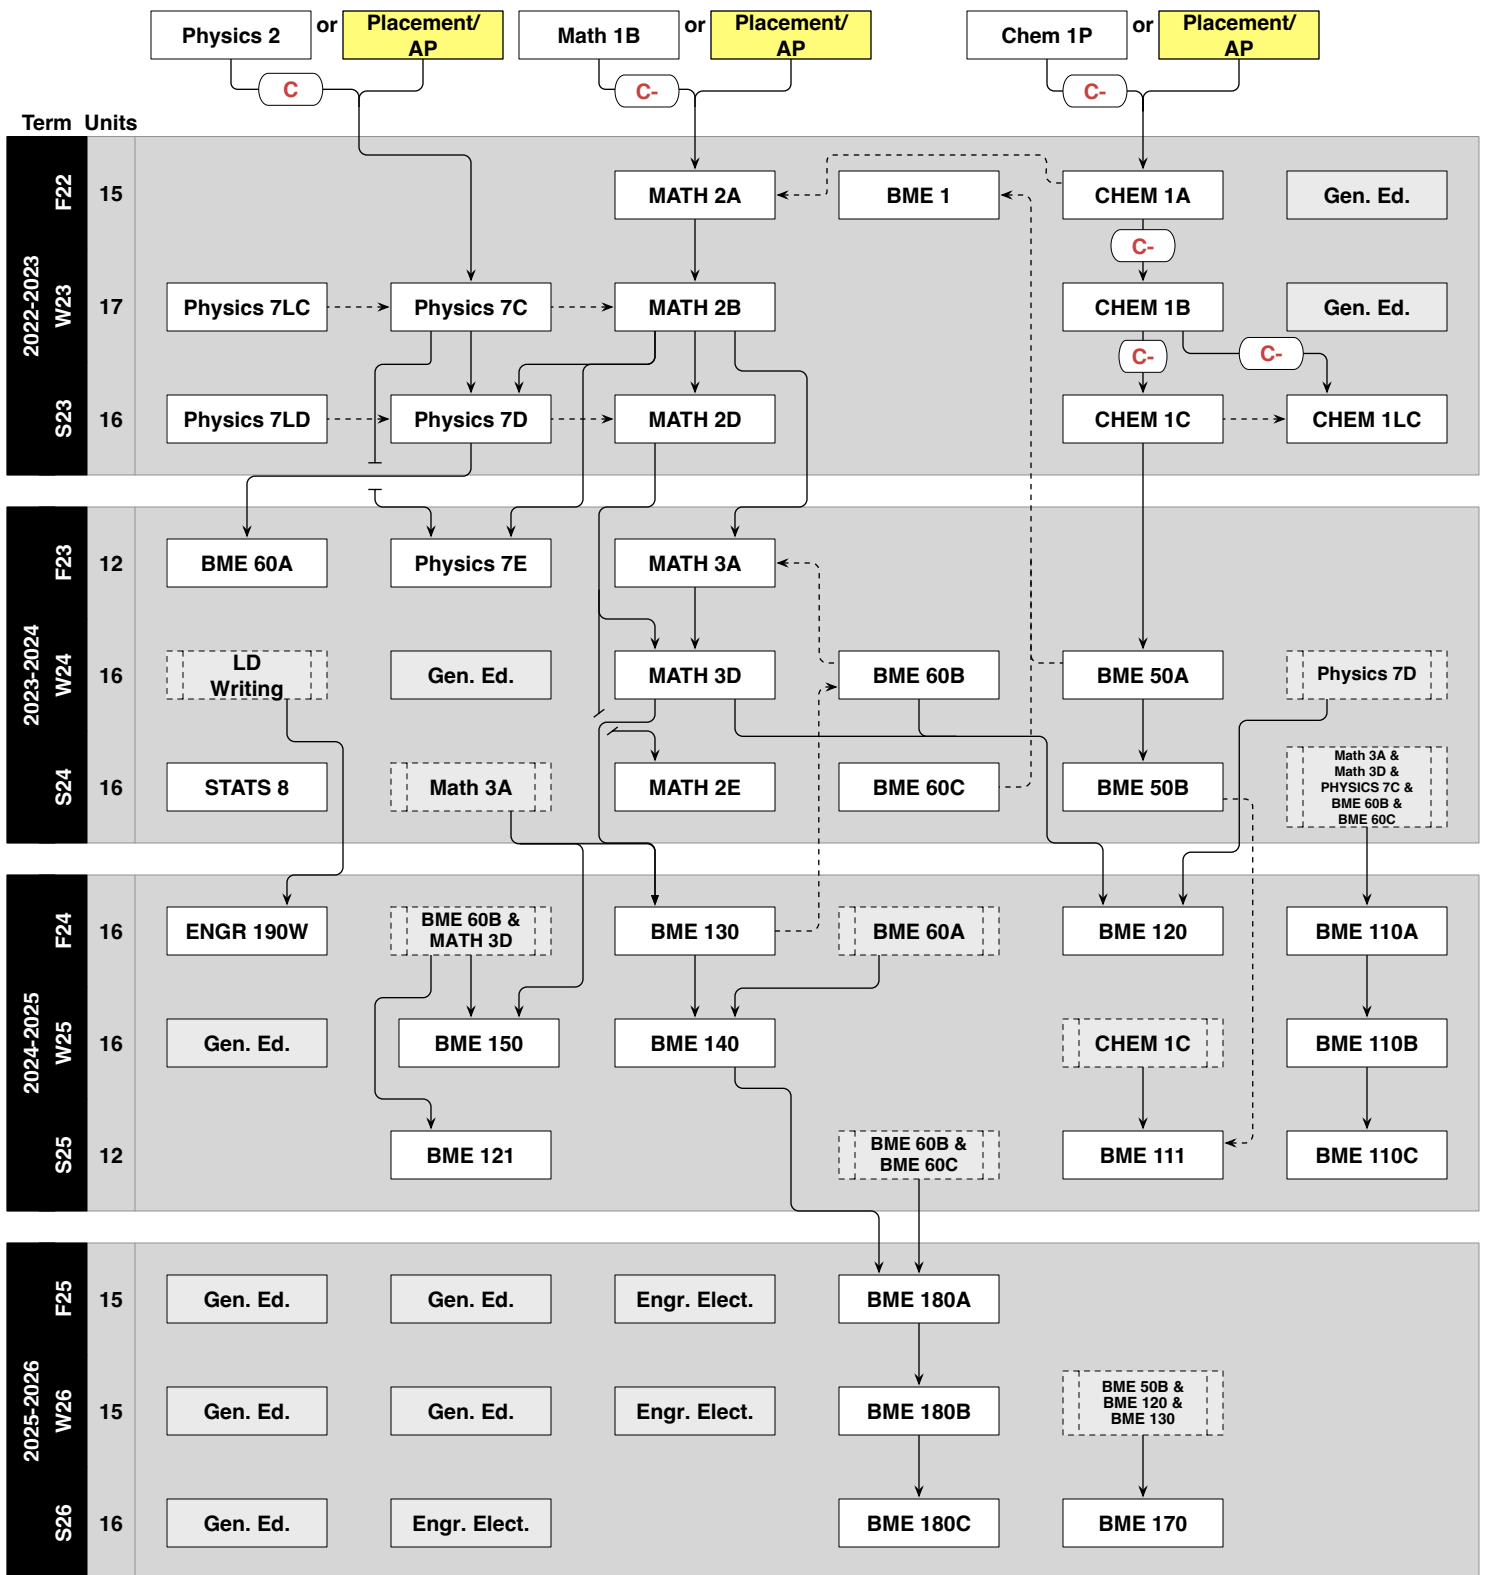 Physics 2 or Placement/
AP
Math 1B or Placement/
AP
Chem 1P or Placement/
AP
C
C-
C-
Term Units
2022-2023
F22 15 MATH 2A BME 1 CHEM 1A Gen. Ed.
C-
W23 17 Physics 7LC Physics 7C MATH 2B CHEM 1B Gen. Ed.
C- C-
S23 16 Physics 7LD Physics 7D MATH 2D CHEM 1C CHEM 1LC
2023-2024
F23 12 BME 60A Physics 7E MATH 3A
W24 16 LD
Writing
Gen. Ed. MATH 3D BME 60B BME 50A Physics 7D
S24 16 STATS 8 Math 3A MATH 2E BME 60C BME 50B
Math 3A &
Math 3D &
PHYSICS 7C &
BME 60B &
BME 60C
2024-2025
F24 16 ENGR 190W
BME 60B &
MATH 3D
BME 130 BME 60A BME 120 BME 110A
W25 16 Gen. Ed. BME 150 BME 140 CHEM 1C BME 110B
S25 12 BME 121
BME 60B &
BME 60C
BME 111 BME 110C
2025-2026
F25 15 Gen. Ed. Gen. Ed. Engr. Elect. BME 180A
W26 15 Gen. Ed. Gen. Ed. Engr. Elect. BME 180B
BME 50B &
BME 120 &
BME 130
S26 16 Gen. Ed. Engr. Elect. BME 180C BME 170